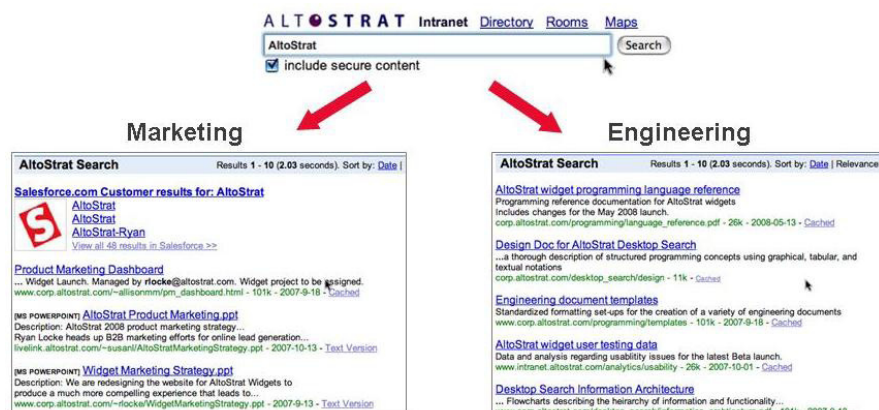 ALTOSTRAT Intranet Directory Rooms Maps
AltoStrat Search
include secure content
Marketing
AltoStrat Search Results 1 - 10 (2.03 seconds). Sort by: Date |
Salesforce.com Customer results for: AltoStrat
AltoStrat
AltoStrat
AltoStrat-Ryan
View all 48 results in Salesforce >>
Product Marketing Dashboard
... Widget Launch. Managed by rlocke@altostrat.com. Widget project to be assigned.
www.corp.altostrat.com/~allisonmm/pm_dashboard.html - 101k - 2007-9-18 - Cached
[MS POWERPOINT] AltoStrat Product Marketing.ppt
Description: AltoStrat 2008 product marketing strategy...
Ryan Locke heads up B2B marketing efforts for online lead generation...
livelink.altostrat.com/~susanl/AltoStratMarketingStrategy.ppt - 2007-10-13 - Text Version
[MS POWERPOINT] Widget Marketing Strategy.ppt
Description: We are redesigning the website for AltoStrat Widgets to
produce a much more compelling experience that leads to...
www.corp.altostrat.com/~rlocke/WidgetMarketingStrategy.ppt - 2007-9-13 - Text Version
Engineering
AltoStrat Search Results 1 - 10 (2.03 seconds). Sort by: Date | Relevance
AltoStrat widget programming language reference
Programming reference documentation for AltoStrat widgets
Includes changes for the May 2008 launch.
corp.altostrat.com/programming/language_reference.pdf - 26k - 2008-05-13 - Cached
Design Doc for AltoStrat Desktop Search
...a thorough description of structured programming concepts using graphical, tabular, and
textual notations
corp.altostrat.com/desktop_search/design - 11k - Cached
Engineering document templates
Standardized formatting set-ups for the creation of a variety of engineering documents
www.corp.altostrat.com/programming/templates - 101k - 2007-9-18 - Cached
AltoStrat widget user testing data
Data and analysis regarding usablitity issues for the latest Beta launch.
www.intranet.altostrat.com/analytics/usability - 26k - 2007-10-01 - Cached
Desktop Search Information Architecture
... Flowcharts describing the heirarchy of information and functionality...